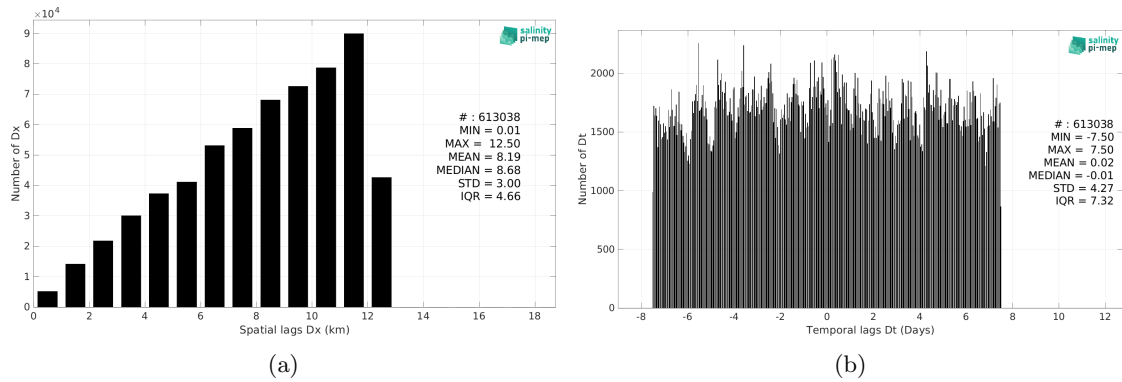 ×10⁴
9
8
7
6
5
4
3
2
1
0
Number of Dx
0 2 4 6 8 10 12 14 16 18
Spatial lags Dx (km)
salinity
pi-mep
# : 613038
MIN = 0.01
MAX = 12.50
MEAN = 8.19
MEDIAN = 8.68
STD = 3.00
IQR = 4.66
(a)
2000
1500
1000
500
0
Number of Dt
-8 -6 -4 -2 0 2 4 6 8 10 12
Temporal lags Dt (Days)
salinity
pi-mep
# : 613038
MIN = -7.50
MAX = 7.50
MEAN = 0.02
MEDIAN = -0.01
STD = 4.27
IQR = 7.32
(b)